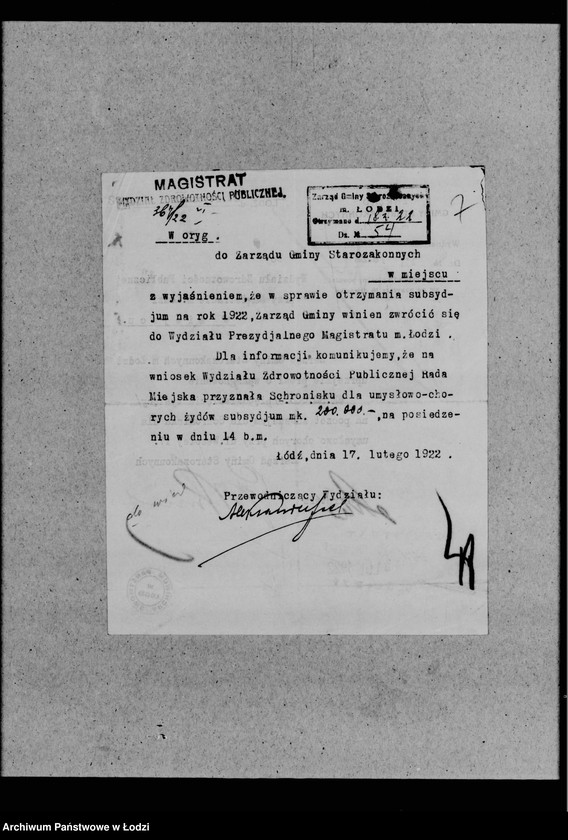 MAGISTRAT
WYDZIAŁ ZDROWOTNOŚCI PUBLICZNEJ.
Zarząd Gminy Starozakonnych
m. ŁODZI
Otrzymano d. 18 2 22
Dz. № 54
7
W oryg.
do Zarządu Gminy Starozakonnych
w miejscu
z wyjaśnieniem,że w sprawie otrzymania subsyd-
jum na rok 1922,Zarząd Gminy winien zwrócić się
do Wydziału Prezydjalnego Magistratu m.Łodzi .
Dla informacji komunikujemy,że na
wniosek Wydziału Zdrowotności Publicznej Rada
Miejska przyznała Schronisku dla umysłowo-cho-
rych żydów subsydjum mk. 200.000.-,na posiedze-
niu w dniu 14 b.m.
Łódź,dnia 17. lutego 1922 .
Przewodniczący Wydziału:
do wiad
Archiwum Państwowe w Łodzi